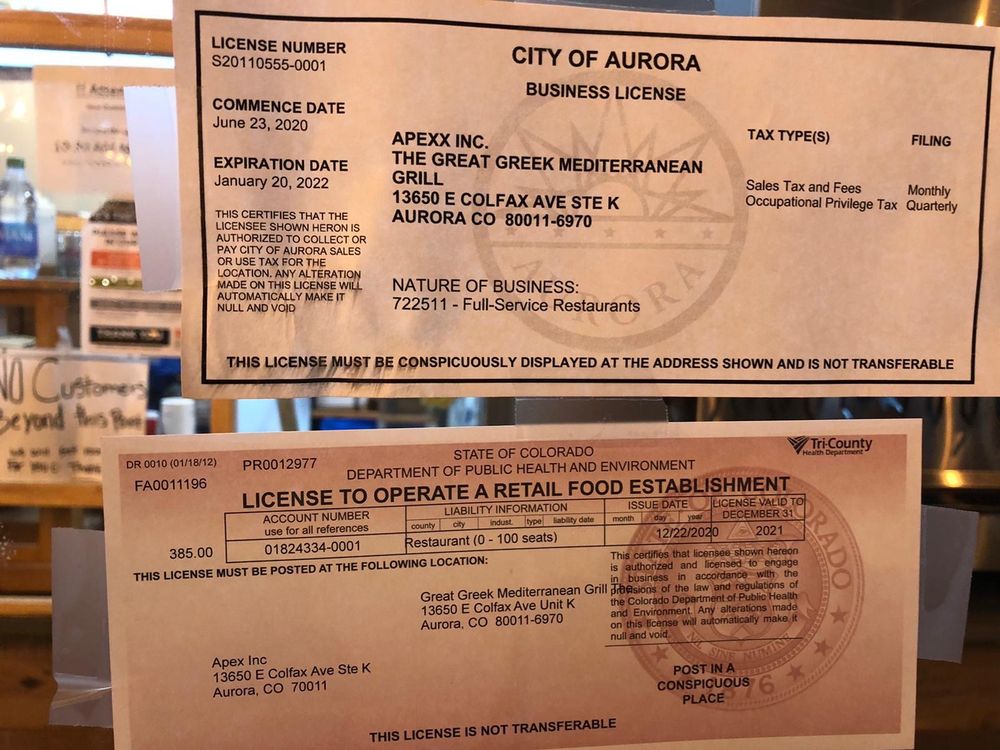 LICENSE NUMBER
S20110555-0001
COMMENCE DATE
June 23, 2020
EXPIRATION DATE
January 20, 2022
THIS CERTIFIES THAT THE
LICENSEE SHOWN HERON IS
AUTHORIZED TO COLLECT OR
PAY CITY OF AURORA SALES
OR USE TAX FOR THE
LOCATION. ANY ALTERATION
MADE ON THIS LICENSE WILL
AUTOMATICALLY MAKE IT
NULL AND VOID
CITY OF AURORA
BUSINESS LICENSE
APEXX INC.
THE GREAT GREEK MEDITERRANEAN
GRILL
13650 E COLFAX AVE STE K
AURORA CO 80011-6970
NATURE OF BUSINESS:
722511 - Full-Service Restaurants
TAX TYPE(S) FILING
Sales Tax and Fees Monthly
Occupational Privilege Tax Quarterly
AURORA
THIS LICENSE MUST BE CONSPICUOUSLY DISPLAYED AT THE ADDRESS SHOWN AND IS NOT TRANSFERABLE
No Customers
Beyond this Point
DR 0010 (01/18/12) PR0012977
FA0011196
STATE OF COLORADO
DEPARTMENT OF PUBLIC HEALTH AND ENVIRONMENT
Tri-County
Health Department
LICENSE TO OPERATE A RETAIL FOOD ESTABLISHMENT
ACCOUNT NUMBER
use for all references
LIABILITY INFORMATION
county city indust. type liability date
ISSUE DATE
month day year
LICENSE VALID TO
DECEMBER 31
385.00 01824334-0001 Restaurant (0 - 100 seats) 12/22/2020 2021
THIS LICENSE MUST BE POSTED AT THE FOLLOWING LOCATION:
Great Greek Mediterranean Grill The
13650 E Colfax Ave Unit K
Aurora, CO 80011-6970
This certifies that licensee shown hereon
is authorized and licensed to engage
in business in accordance with the
provisions of the law and regulations of
the Colorado Department of Public Health
and Environment. Any alterations made
on this license will automatically make it
null and void.
Apex Inc
13650 E Colfax Ave Ste K
Aurora, CO 70011
NIL SINE NUMINE
POST IN A
CONSPICUOUS
PLACE
THIS LICENSE IS NOT TRANSFERABLE